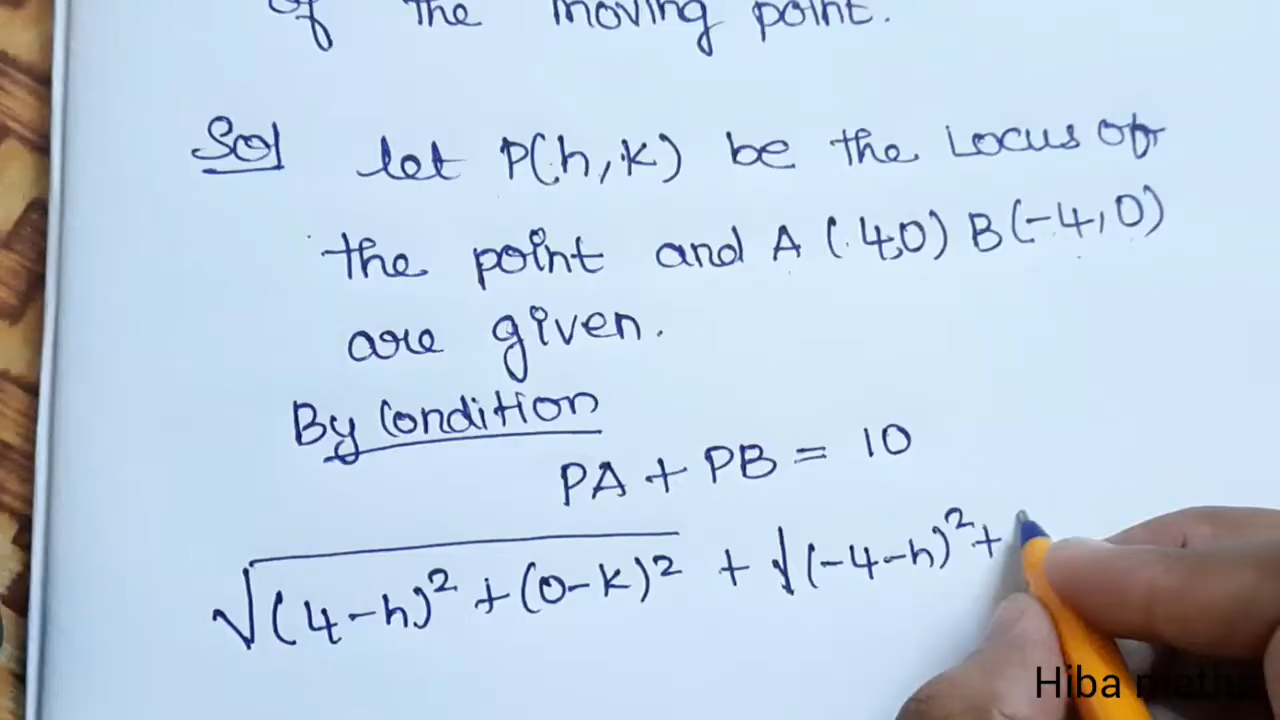 of the moving point.
Sol let P(h,k) be the Locus of
the point and A (4,0) B(-4,0)
are given.
By Condition
PA + PB = 10
√(4-h)² + (0-k)² + √(-4-h)² +
Hiba maths